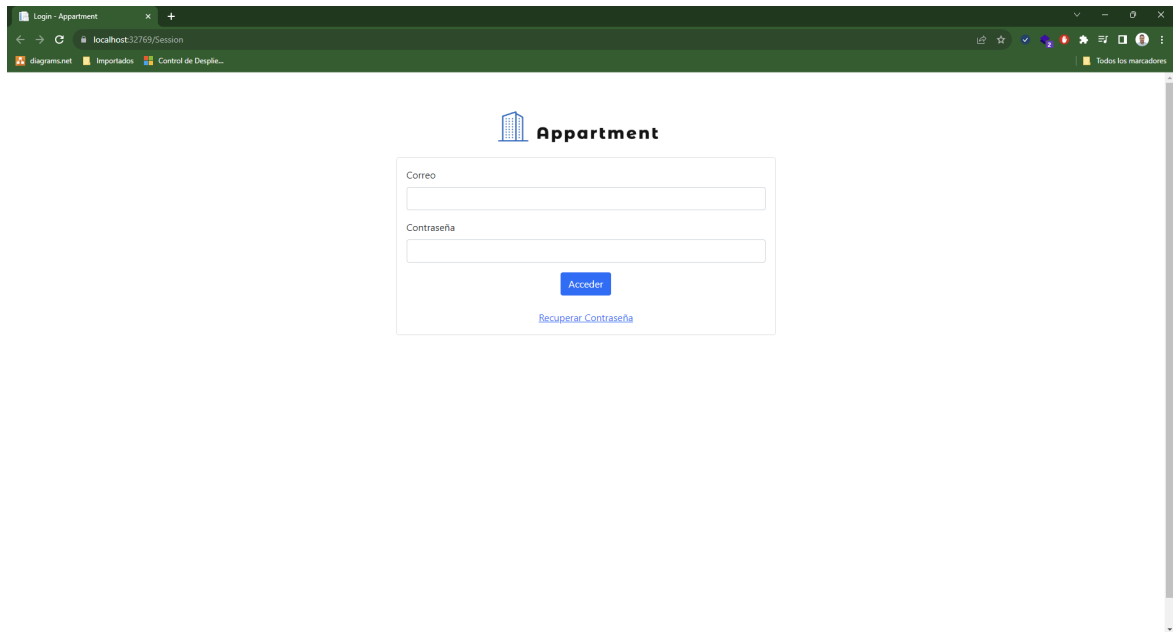 Login - Appartment
localhost:32769/Session
2
diagrams.net Importados Control de Desplie... Todos los marcadores
Appartment
Correo
Contraseña
Acceder
Recuperar Contraseña